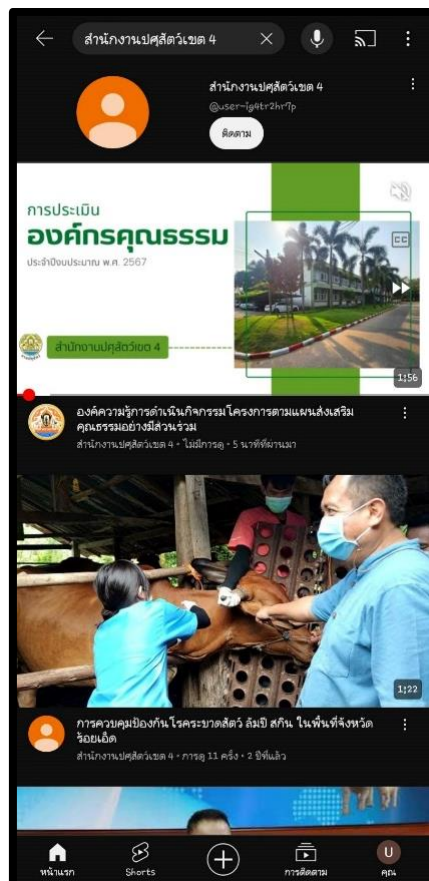 สำนักงานปศุสัตว์เขต 4
สำนักงานปศุสัตว์เขต 4
@user-ig4tr2hr7p
ติดตาม
การประเมิน
องค์กรคุณธรรม
ประจำปีงบประมาณ พ.ศ. 2567
CC
สำนักงานปศุสัตว์เขต 4
1:56
องค์ความรู้การดำเนินกิจกรรมโครงการตามแผนส่งเสริม
คุณธรรมอย่างมีส่วนร่วม
สำนักงานปศุสัตว์เขต 4 • ไม่มีการดู • 5 นาทีที่ผ่านมา
1:22
การควบคุมป้องกันโรคระบาดสัตว์ ลัมปี สกิน ในพื้นที่จังหวัด
ร้อยเอ็ด
สำนักงานปศุสัตว์เขต 4 • การดู 11 ครั้ง • 2 ปีที่แล้ว
หน้าแรก
Shorts
การติดตาม
U
คุณ